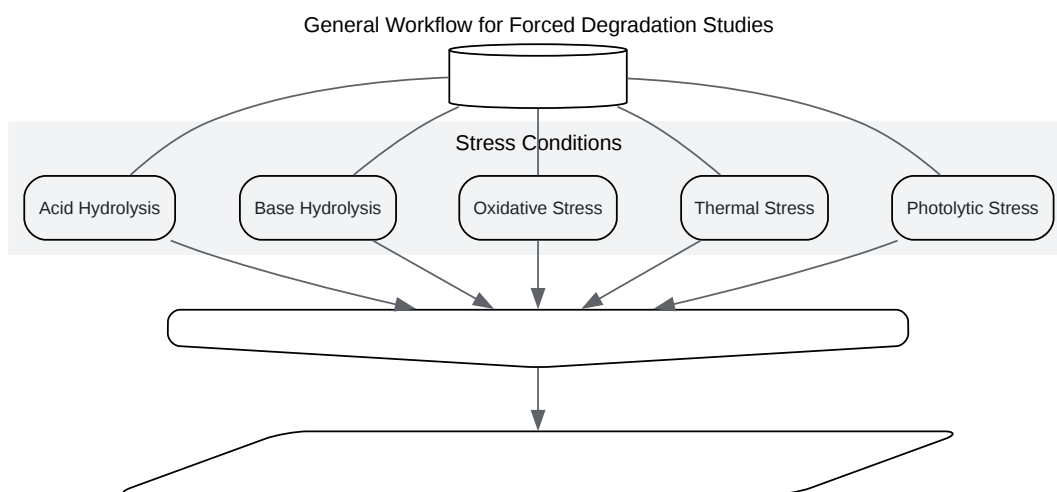 General Workflow for Forced Degradation Studies
Stress Conditions
Acid Hydrolysis
Base Hydrolysis
Oxidative Stress
Thermal Stress
Photolytic Stress